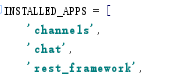 INSTALLED_APPS = [
'channels',
'chat',
'rest_framework',